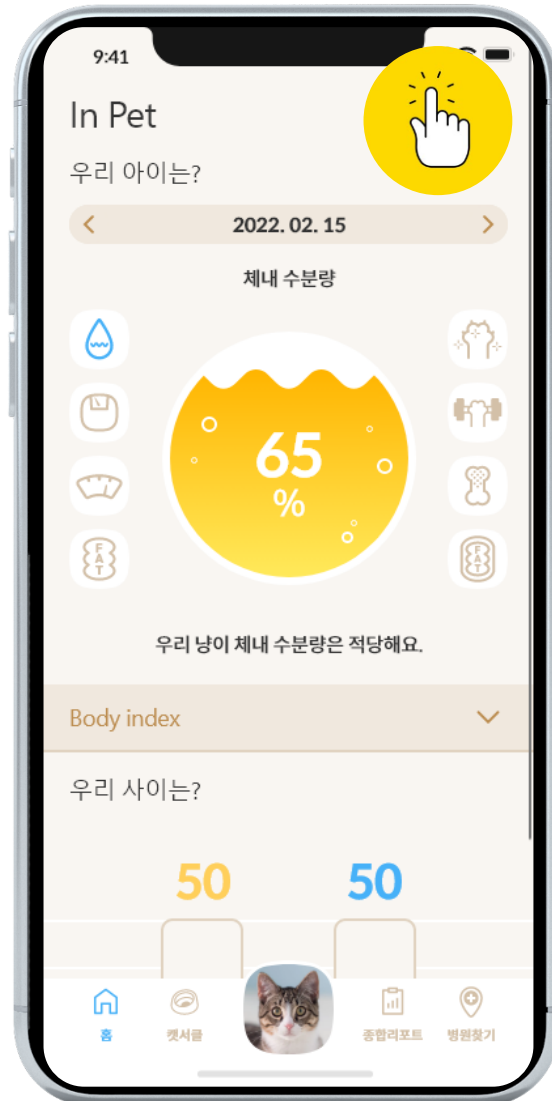 9:41
In Pet
우리 아이는?
2022. 02. 15
체내 수분량
65
%
FAT
FAT
우리 냥이 체내 수분량은 적당해요.
Body index
우리 사이는?
50 50
홈 캣서클 종합리포트 병원찾기